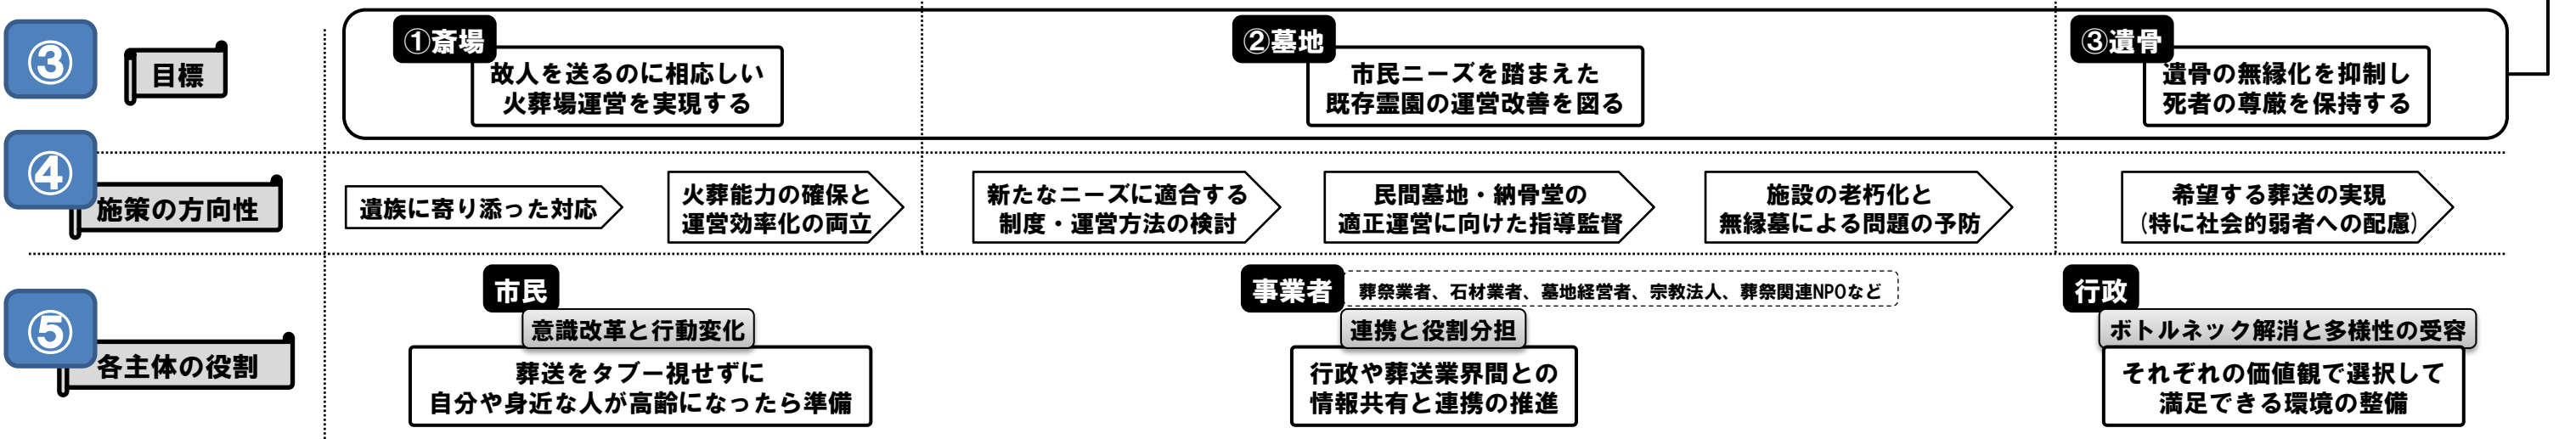 ③
目標
①斎場
故人を送るのに相応しい
火葬場運営を実現する
②墓地
市民ニーズを踏まえた
既存霊園の運営改善を図る
③遺骨
遺骨の無縁化を抑制し
死者の尊厳を保持する
④
施策の方向性
遺族に寄り添った対応
火葬能力の確保と
運営効率化の両立
新たなニーズに適合する
制度・運営方法の検討
民間墓地・納骨堂の
適正運営に向けた指導監督
施設の老朽化と
無縁墓による問題の予防
希望する葬送の実現
(特に社会的弱者への配慮)
⑤
各主体の役割
市民
意識改革と行動変化
葬送をタブー視せずに
自分や身近な人が高齢になったら準備
事業者
葬祭業者、石材業者、墓地経営者、宗教法人、葬祭関連NPOなど
連携と役割分担
行政や葬送業界間との
情報共有と連携の推進
行政
ボトルネック解消と多様性の受容
それぞれの価値観で選択して
満足できる環境の整備